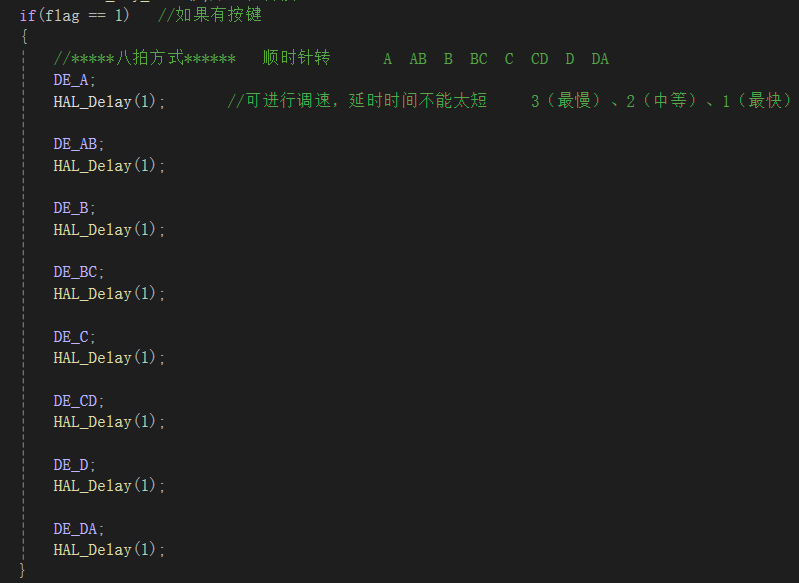 if(flag == 1)   //如果有按键
{
//*****八拍方式******   顺时针转      A  AB  B  BC  C  CD  D  DA
DE_A;
HAL_Delay(1);       //可进行调速，延时时间不能太短     3（最慢）、2（中等）、1（最快）
DE_AB;
HAL_Delay(1);
DE_B;
HAL_Delay(1);
DE_BC;
HAL_Delay(1);
DE_C;
HAL_Delay(1);
DE_CD;
HAL_Delay(1);
DE_D;
HAL_Delay(1);
DE_DA;
HAL_Delay(1);
}